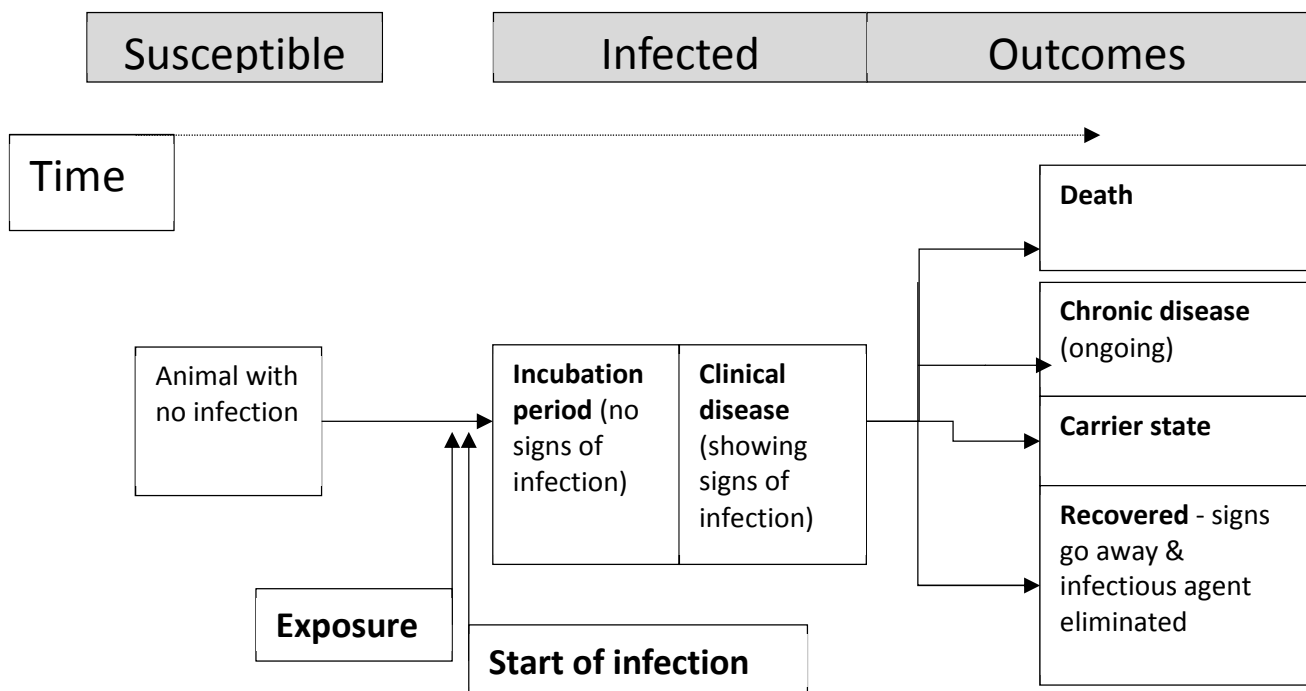 Susceptible
Infected
Outcomes
Time
Death
Chronic disease
(ongoing)
Carrier state
Recovered - signs
go away &
infectious agent
eliminated
Animal with
no infection
Incubation
period (no
signs of
infection)
Clinical
disease
(showing
signs of
infection)
Exposure
Start of infection